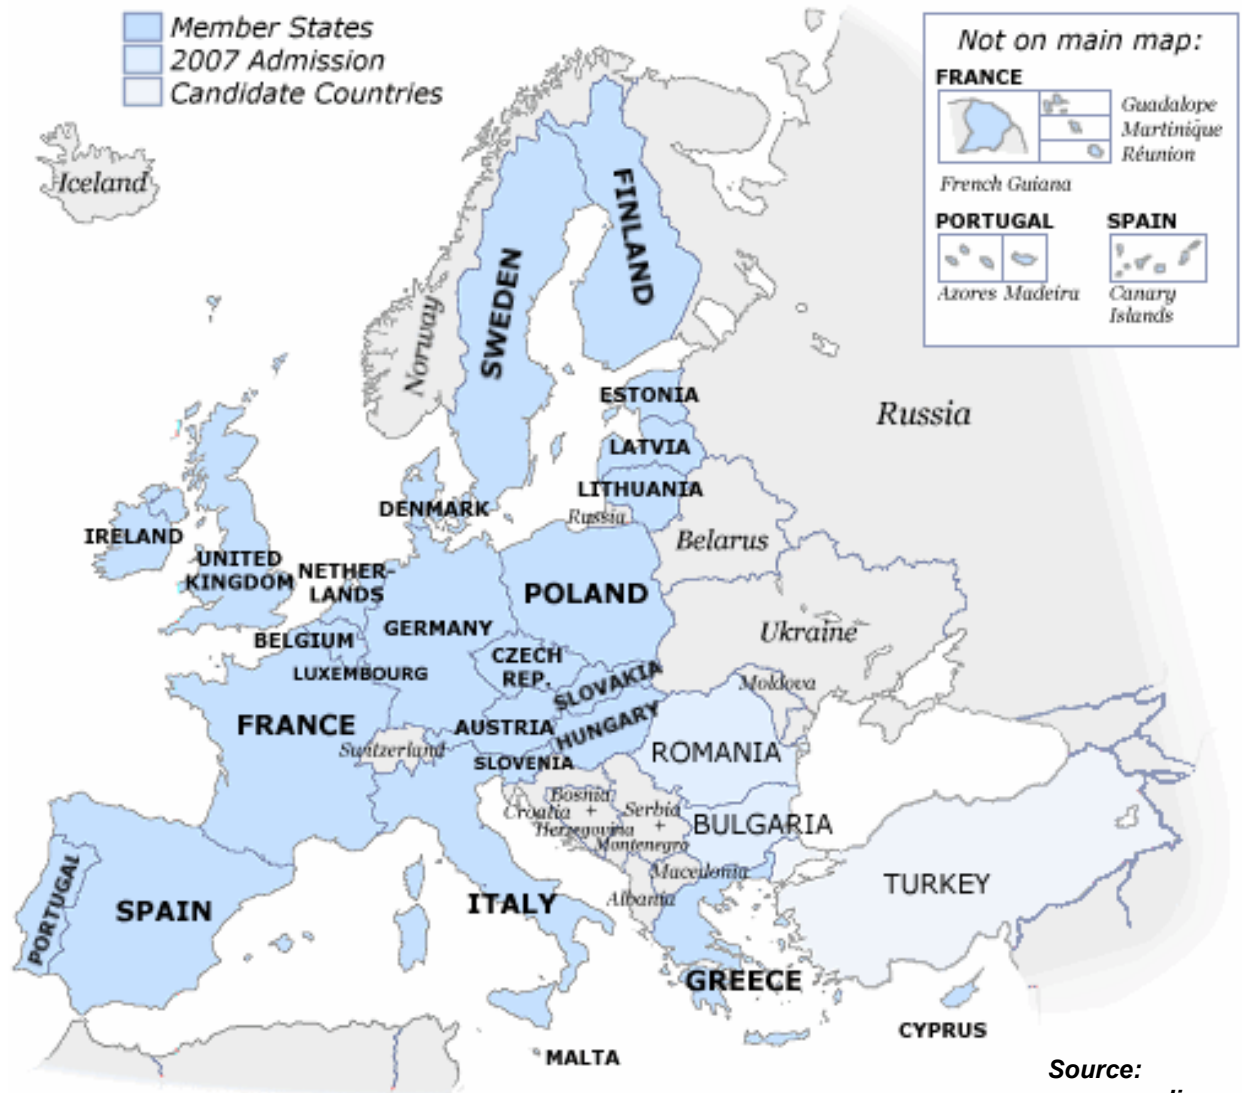 Member States
2007 Admission
Candidate Countries
Not on main map:
FRANCE
Guadalope
Martinique
Réunion
French Guiana
PORTUGAL
SPAIN
Azores Madeira
Canary
Islands
Iceland
FINLAND
SWEDEN
Norway
Russia
ESTONIA
LATVIA
LITHUANIA
Russia
DENMARK
IRELAND
UNITED
KINGDOM
NETHER-
LANDS
Belarus
POLAND
BELGIUM
GERMANY
Ukraine
LUXEMBOURG
CZECH
REP.
SLOVAKIA
Moldova
FRANCE
AUSTRIA
HUNGARY
Switzerland
SLOVENIA
ROMANIA
Croatia
Bosnia
+
Herzegovina
Serbia
+
Montenegro
BULGARIA
Macedonia
Albania
TURKEY
PORTUGAL
SPAIN
ITALY
GREECE
CYPRUS
MALTA
Source: